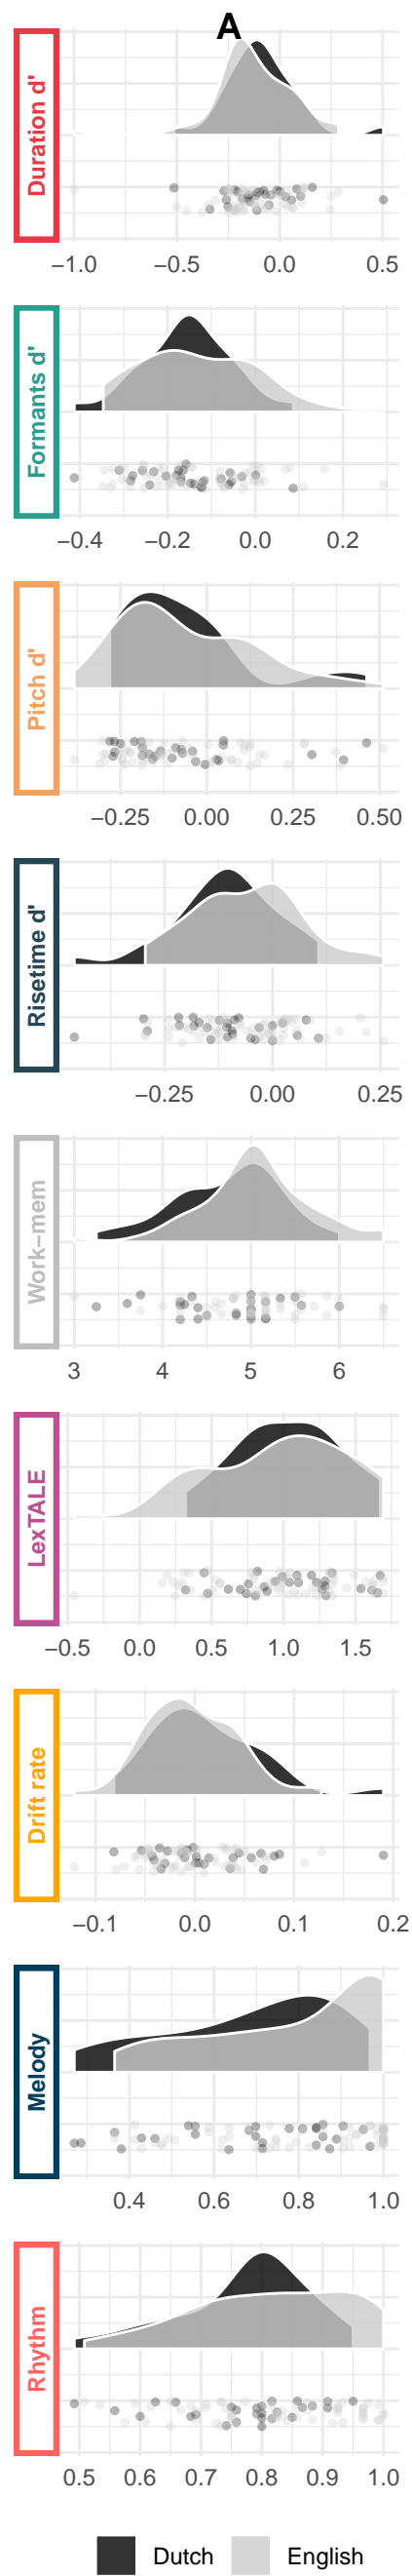 A
Duration d'
−1.0 −0.5 0.0 0.5
Formants d'
−0.4 −0.2 0.0 0.2
Pitch d'
−0.25 0.00 0.25 0.50
Risetime d'
−0.25 0.00 0.25
Work−mem
3 4 5 6
LexTALE
−0.5 0.0 0.5 1.0 1.5
Drift rate
−0.1 0.0 0.1 0.2
Melody
0.4 0.6 0.8 1.0
Rhythm
0.5 0.6 0.7 0.8 0.9 1.0
Dutch English